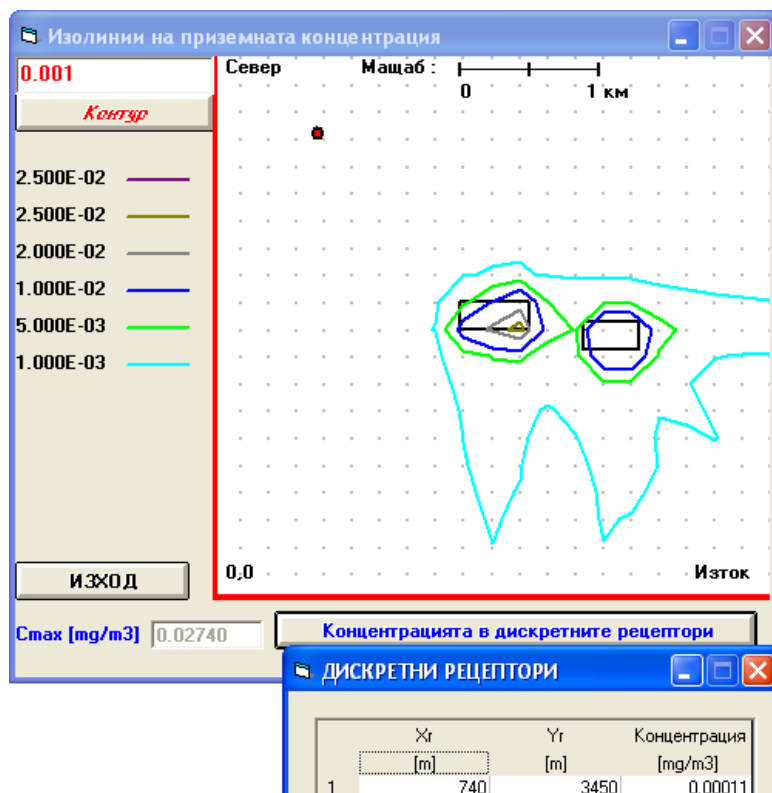 Изолинии на приземната концентрация
0.001
Контур
Север Мащаб :
0 1 км
2.500E-02
2.500E-02
2.000E-02
1.000E-02
5.000E-03
1.000E-03
ИЗХОД
0,0 Изток
Cmax [mg/m3] 0.02740
Концентрацията в дискретните рецептори
ДИСКРЕТНИ РЕЦЕПТОРИ
Xr Yr Концентрация
[m] [m] [mg/m3]
1 740 3450 0.00011